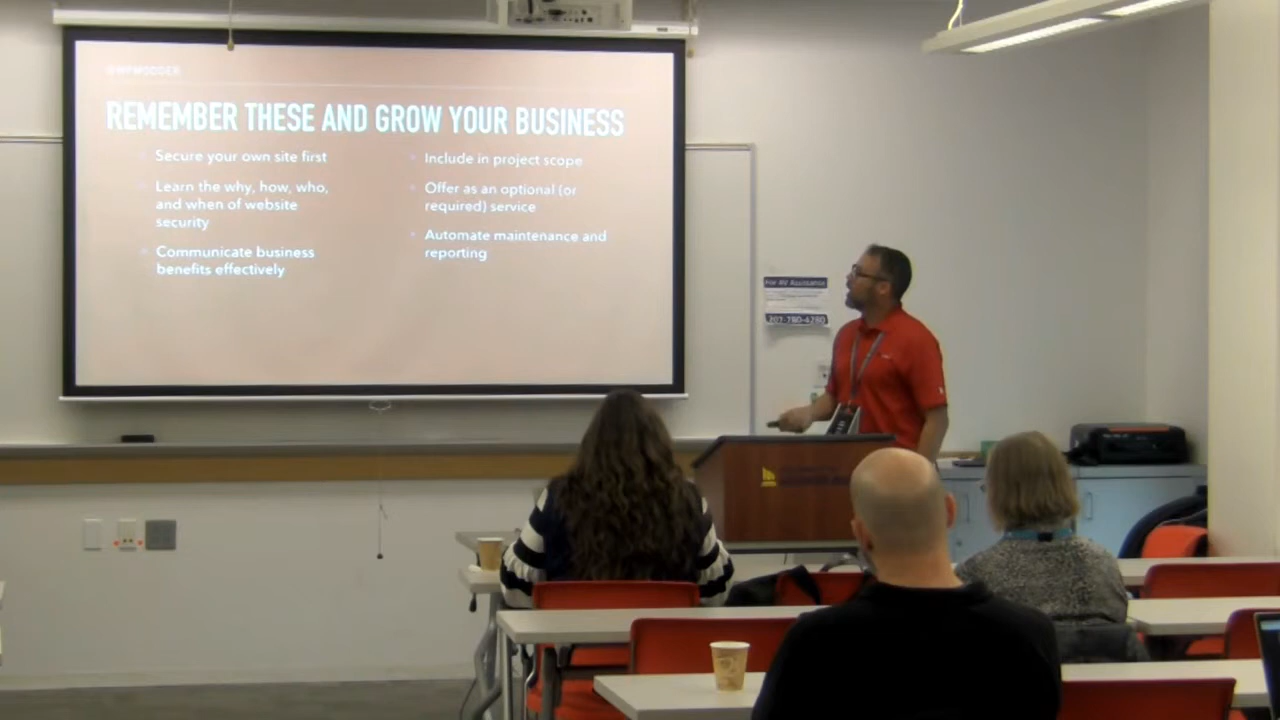 @WPMODDER
REMEMBER THESE AND GROW YOUR BUSINESS
Secure your own site first
Learn the why, how, who,
and when of website
security
Communicate business
benefits effectively
Include in project scope
Offer as an optional (or
required) service
Automate maintenance and
reporting
For AV Assistance
207-780-4280